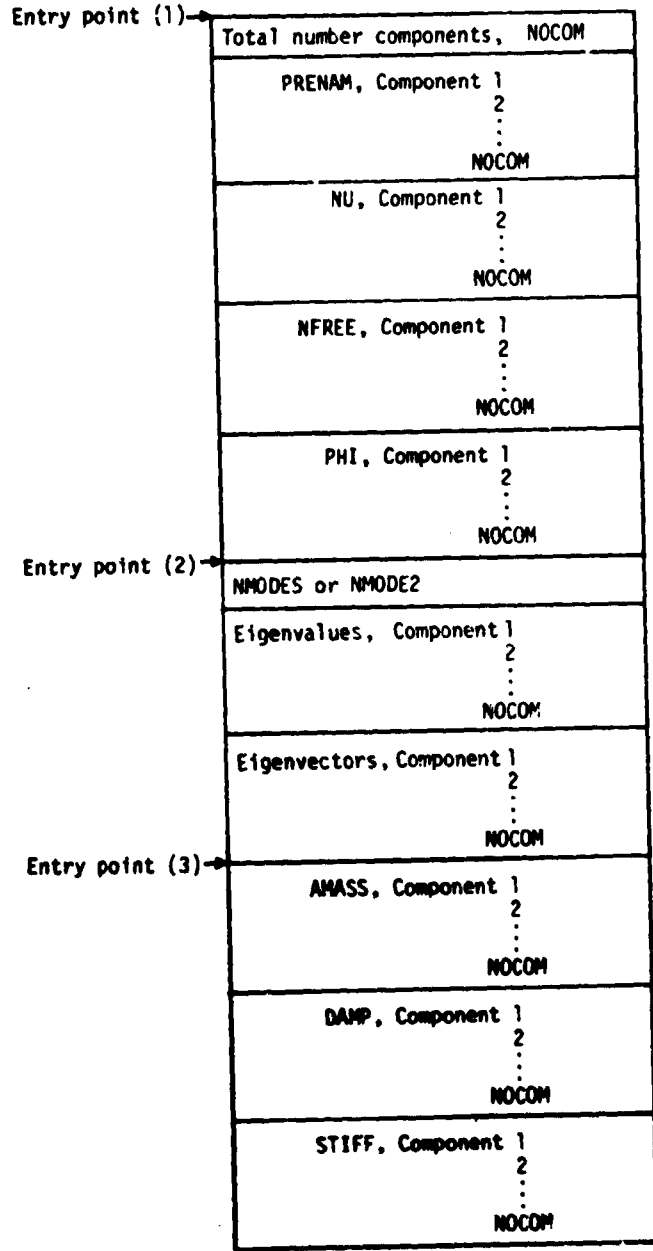 Entry point (1)
Total number components, NOCOM
PRENAM, Component 1
2
.
.
.
NOCOM
NU, Component 1
2
.
.
.
NOCOM
NFREE, Component 1
2
.
.
.
NOCOM
PHI, Component 1
2
.
.
.
NOCOM
Entry point (2)
NMODES or NMODE2
Eigenvalues, Component 1
2
.
.
.
NOCOM
Eigenvectors, Component 1
2
.
.
.
NOCOM
Entry point (3)
AMASS, Component 1
2
.
.
.
NOCOM
DAMP, Component 1
2
.
.
.
NOCOM
STIFF, Component 1
2
.
.
.
NOCOM